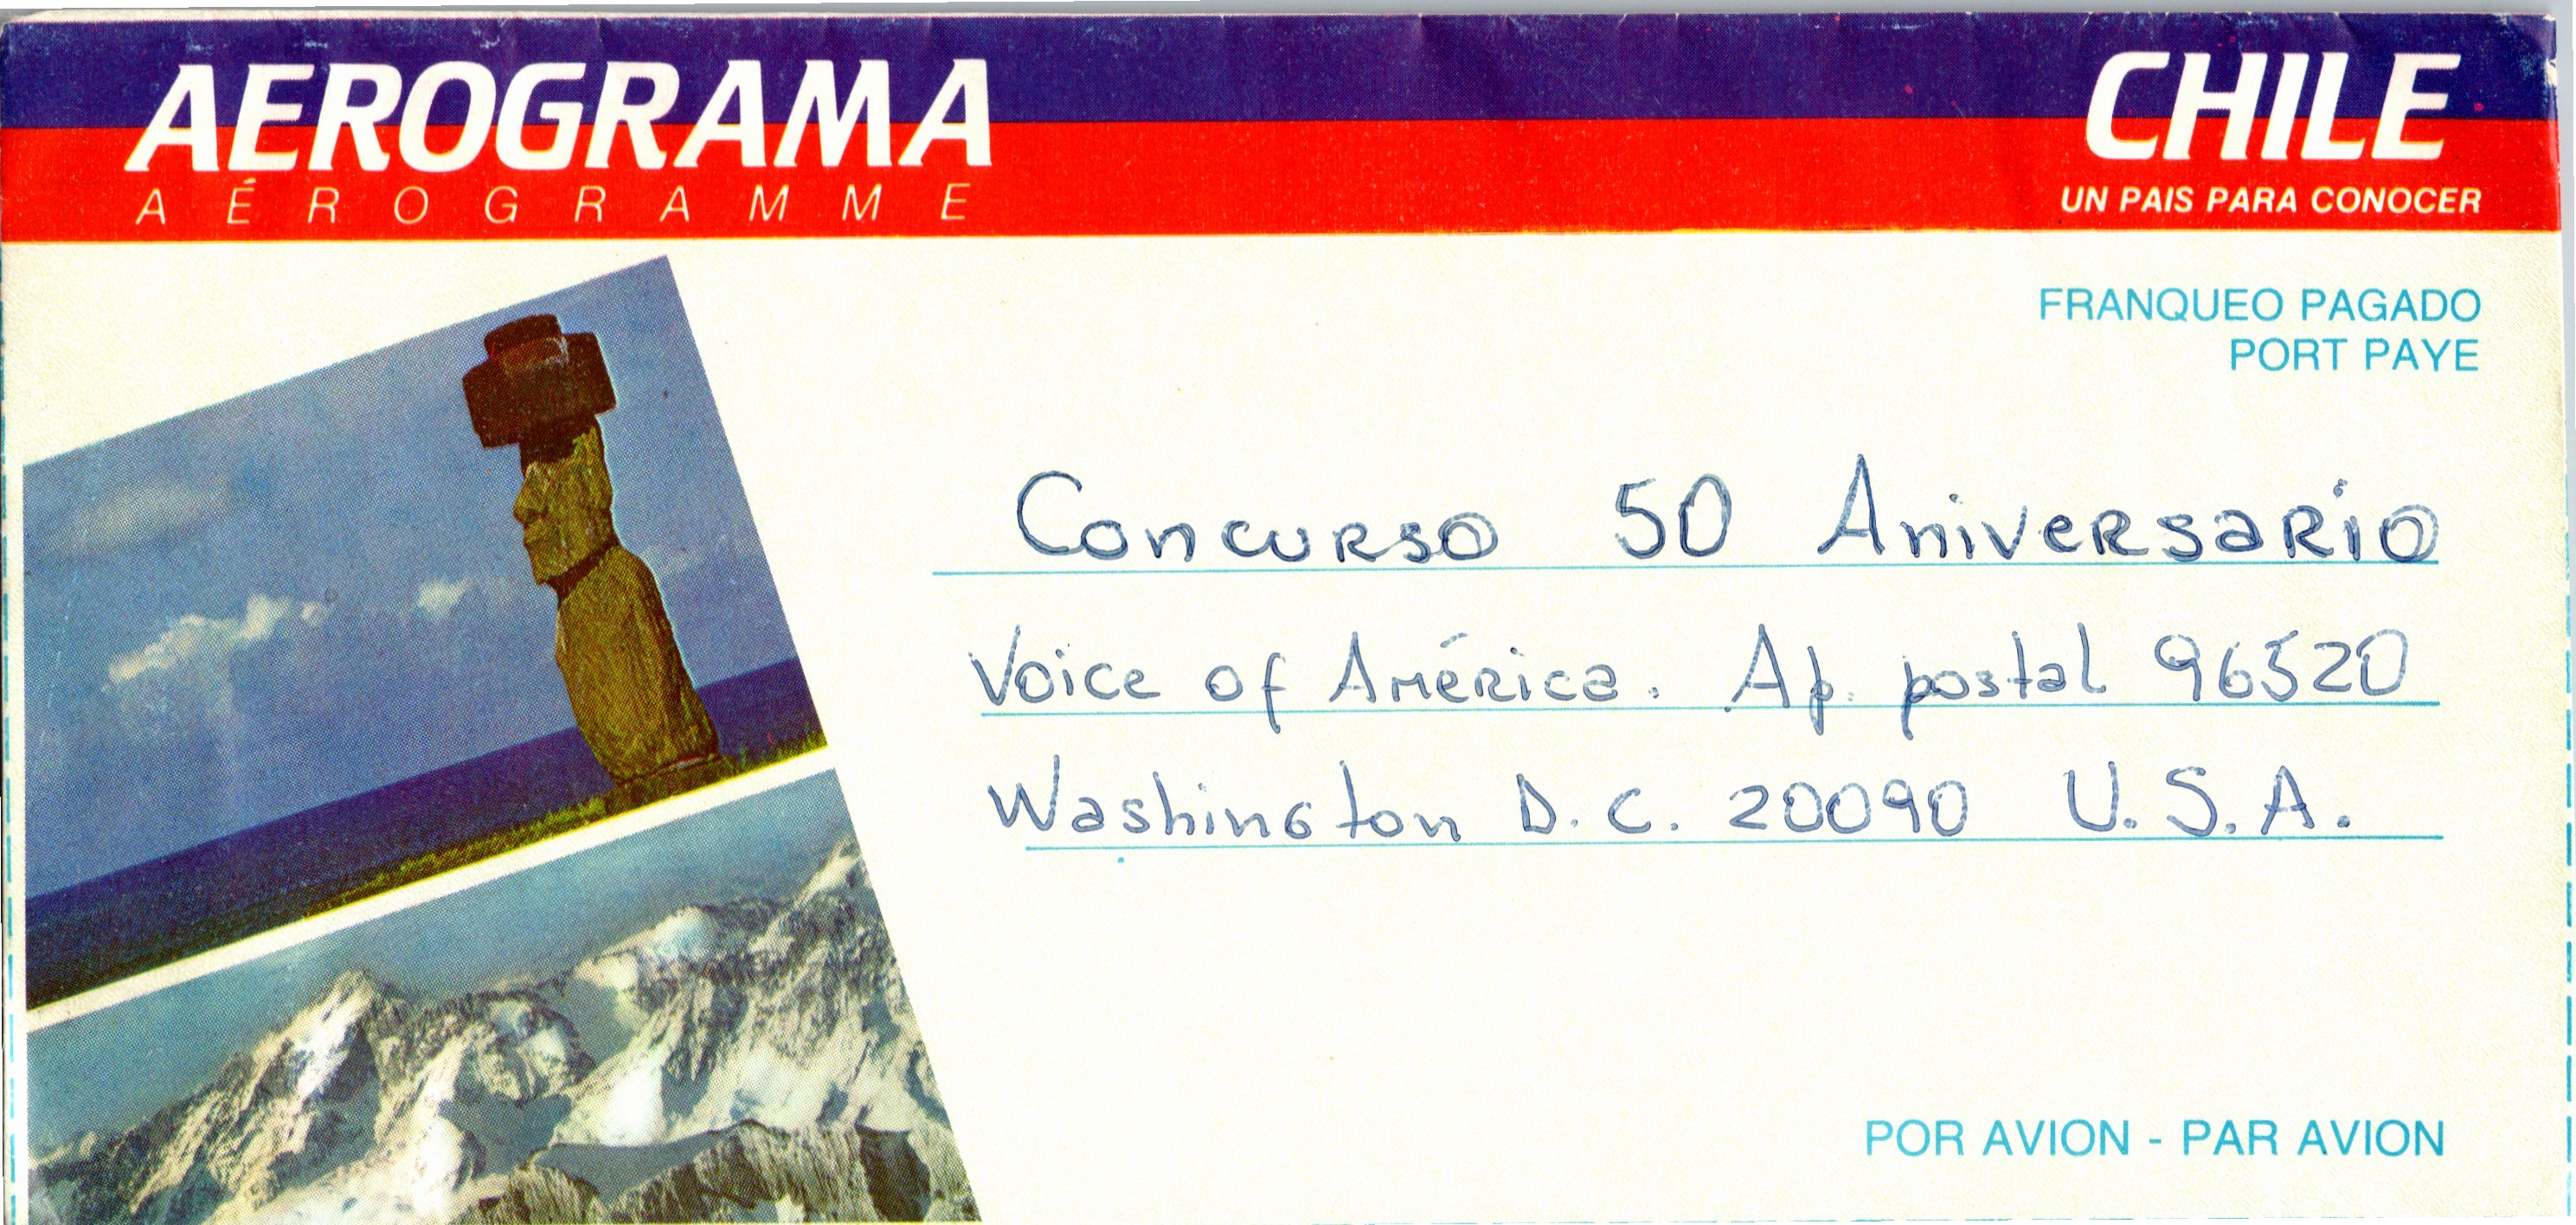 AEROGRAMA
AÉROGRAMME
CHILE
UN PAIS PARA CONOCER
FRANQUEO PAGADO
PORT PAYE
Concurso 50 Aniversario
Voice of América. Ap. postal 96520
Washington D.C. 20090 U.S.A.
POR AVION - PAR AVION